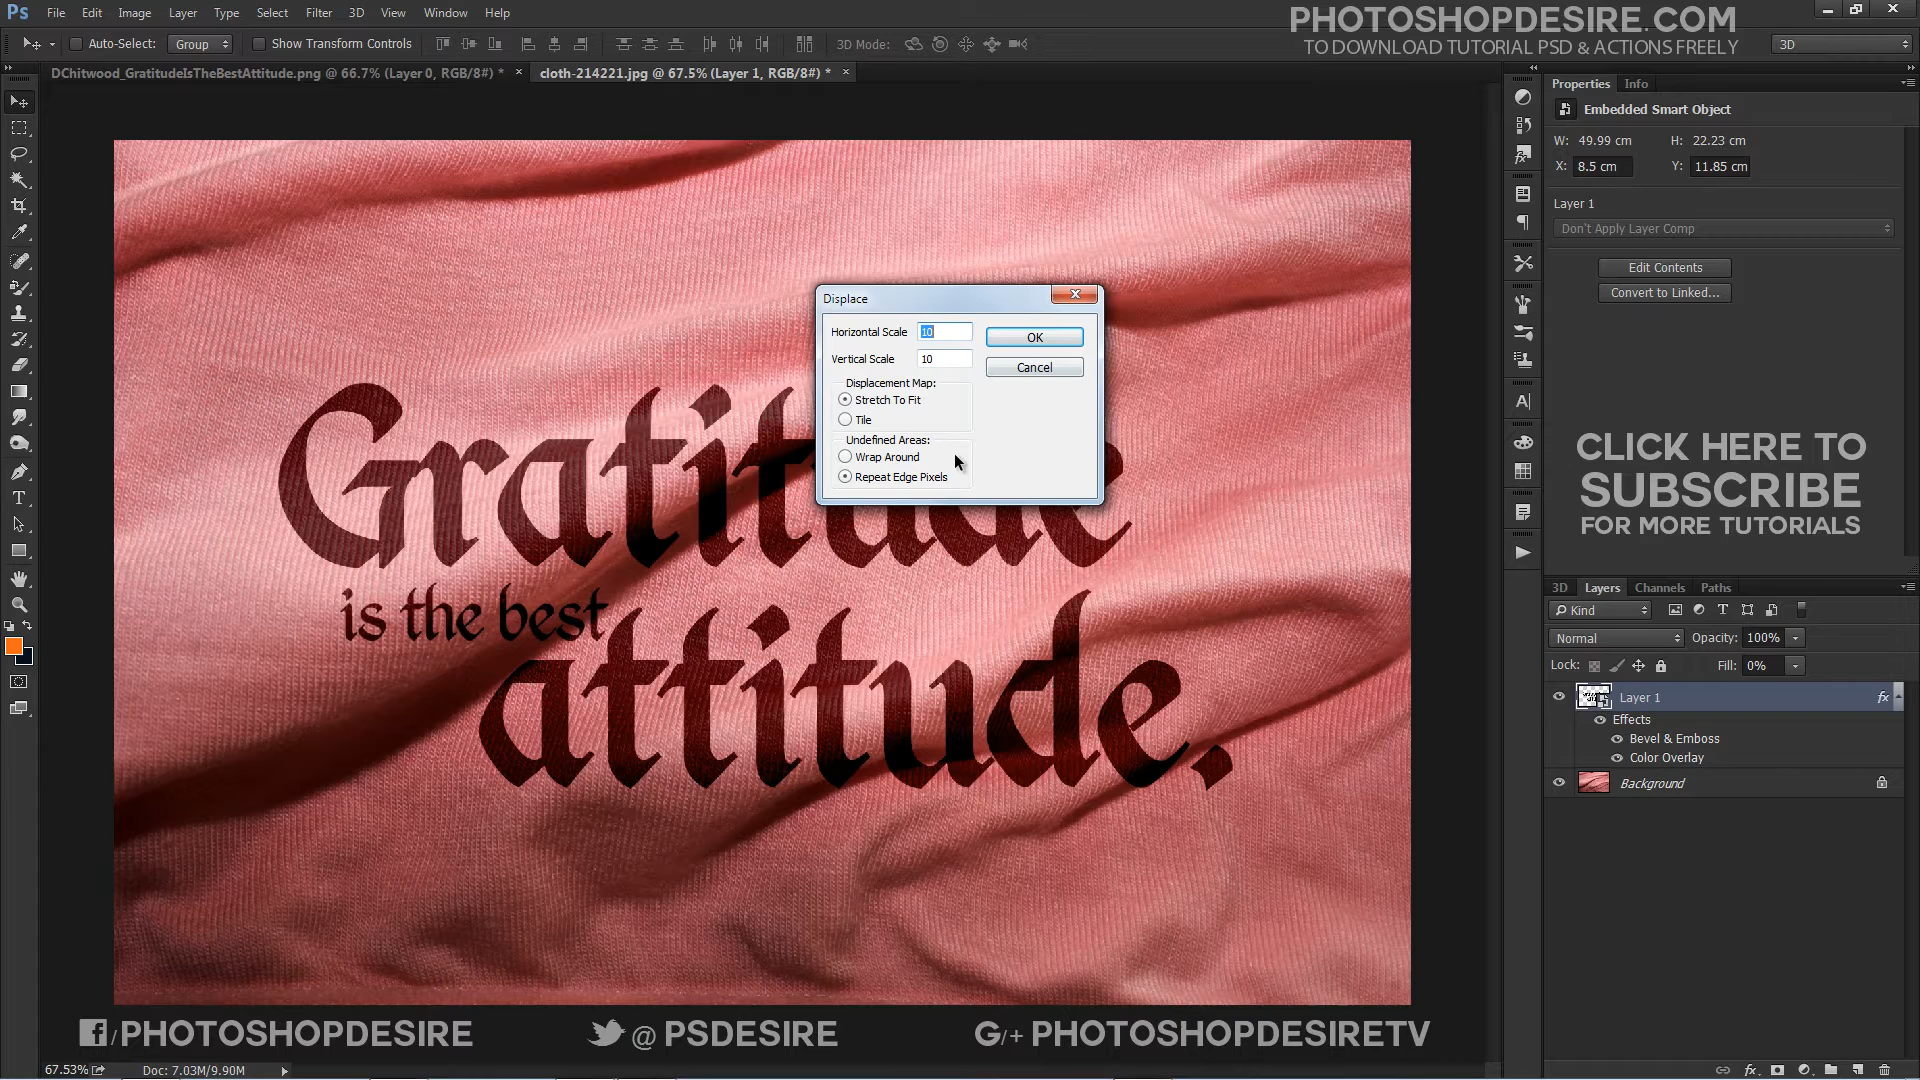 Ps File Edit Image Layer Type Select Filter 3D View Window Help
PHOTOSHOPDESIRE.COM
TO DOWNLOAD TUTORIAL PSD & ACTIONS FREELY
Auto-Select: Group Show Transform Controls 3D Mode: 3D
DChitwood_GratitudeIsTheBestAttitude.png @ 66.7% (Layer 0, RGB/8#) * × cloth-214221.jpg @ 67.5% (Layer 1, RGB/8#) * ×
Properties Info
Embedded Smart Object
W: 49.99 cm H: 22.23 cm
X: 8.5 cm Y: 11.85 cm
Layer 1
Don't Apply Layer Comp
Edit Contents
Convert to Linked...
Displace
Horizontal Scale 10 OK
Vertical Scale 10 Cancel
Displacement Map:
Stretch To Fit
Tile
Undefined Areas:
Wrap Around
Repeat Edge Pixels
Gratitude
is the best
attitude.
CLICK HERE TO
SUBSCRIBE
FOR MORE TUTORIALS
3D Layers Channels Paths
Kind
Normal Opacity: 100%
Lock: Fill: 0%
Layer 1 fx
Effects
Bevel & Emboss
Color Overlay
Background
f/PHOTOSHOPDESIRE @ PSDESIRE G/+ PHOTOSHOPDESIRETV
67.53% Doc: 7.03M/9.90M fx